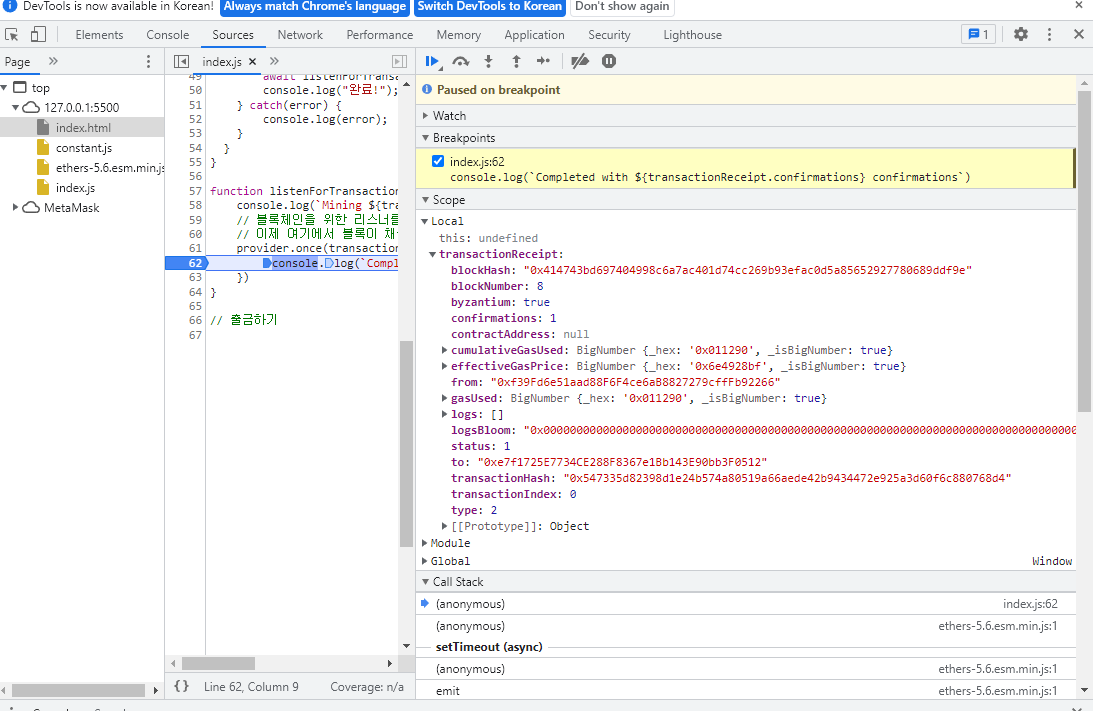 DevTools is now available in Korean!
Always match Chrome's language
Switch DevTools to Korean
Don't show again
Elements
Console
Sources
Network
Performance
Memory
Application
Security
Lighthouse
1
Page
index.js
top
127.0.0.1:5500
index.html
constant.js
ethers-5.6.esm.min.js
index.js
MetaMask
49 await listenForTransa
50 console.log("완료!");
51 } catch(error) {
52 console.log(error);
53 }
54 }
55 }
56
57 function listenForTransaction
58 console.log(`Mining ${tra
59 // 블록체인을 위한 리스너를
60 // 이제 여기에서 블록이 채
61 provider.once(transaction
62 console.log(`Compl
63 })
64 }
65
66 // 출금하기
67
{} Line 62, Column 9
Coverage: n/a
Paused on breakpoint
Watch
Breakpoints
index.js:62
console.log(`Completed with ${transactionReceipt.confirmations} confirmations`)
Scope
Local
this: undefined
transactionReceipt:
blockHash: "0x414743bd697404998c6a7ac401d74cc269b93efac0d5a85652927780689ddf9e"
blockNumber: 8
byzantium: true
confirmations: 1
contractAddress: null
cumulativeGasUsed: BigNumber {_hex: '0x011290', _isBigNumber: true}
effectiveGasPrice: BigNumber {_hex: '0x6e4928bf', _isBigNumber: true}
from: "0xf39Fd6e51aad88F6F4ce6aB8827279cffFb92266"
gasUsed: BigNumber {_hex: '0x011290', _isBigNumber: true}
logs: []
status: 1
to: "0xe7f1725E7734CE288F8367e1Bb143E90bb3F0512"
transactionHash: "0x547335d82398d1e24b574a80519a66aede42b9434472e925a3d60f6c880768d4"
transactionIndex: 0
type: 2
[[Prototype]]: Object
Module
Global
Window
Call Stack
(anonymous) index.js:62
(anonymous) ethers-5.6.esm.min.js:1
setTimeout (async)
(anonymous) ethers-5.6.esm.min.js:1
emit ethers-5.6.esm.min.js:1